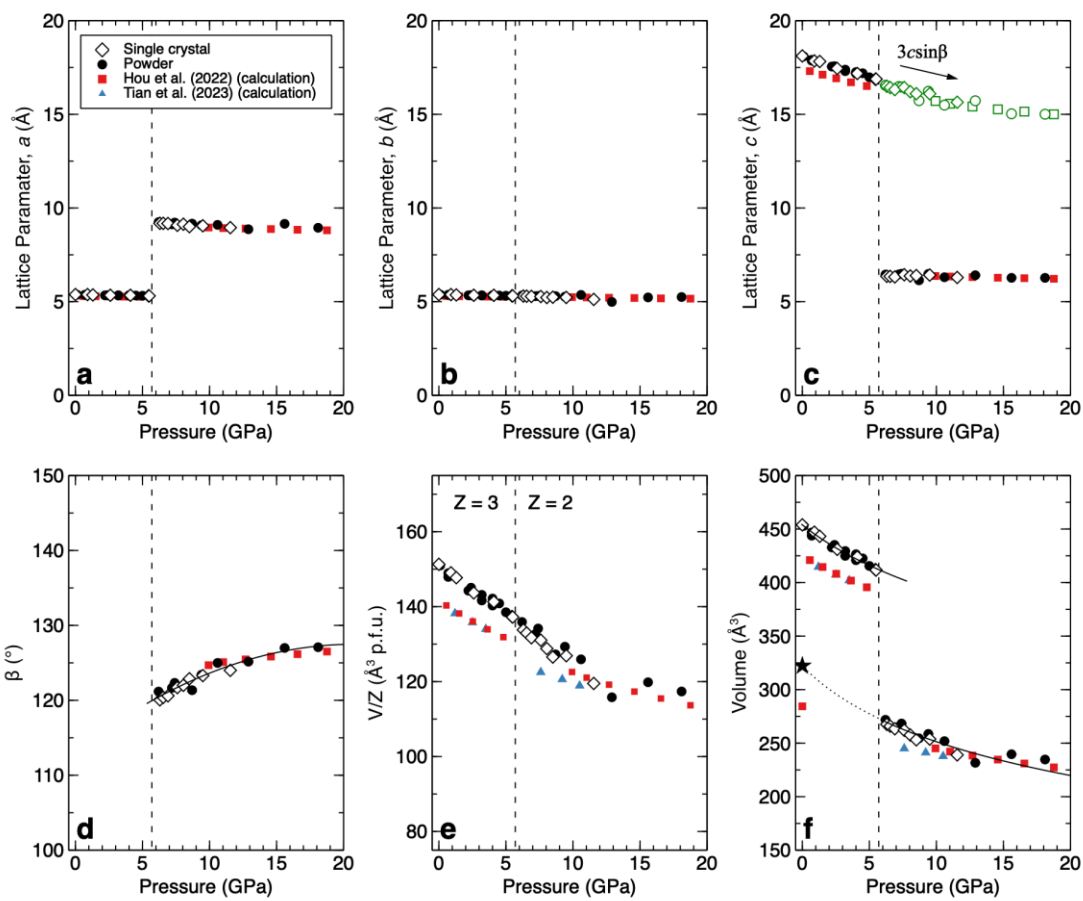 20
15
10
5
0
Lattice Paramater, a (Å)
Single crystal
Powder
Hou et al. (2022) (calculation)
Tian et al. (2023) (calculation)
a
0 5 10 15 20
Pressure (GPa)
20
15
10
5
0
Lattice Parameter, b (Å)
b
0 5 10 15 20
Pressure (GPa)
20
15
10
5
0
Lattice Parameter, c (Å)
3csinβ
c
0 5 10 15 20
Pressure (GPa)
150
140
130
120
110
100
β (°)
d
0 5 10 15 20
Pressure (GPa)
160
140
120
100
80
V/Z (Å³ p.f.u.)
Z = 3 Z = 2
e
0 5 10 15 20
Pressure (GPa)
500
450
400
350
300
250
200
150
Volume (Å³)
f
0 5 10 15 20
Pressure (GPa)